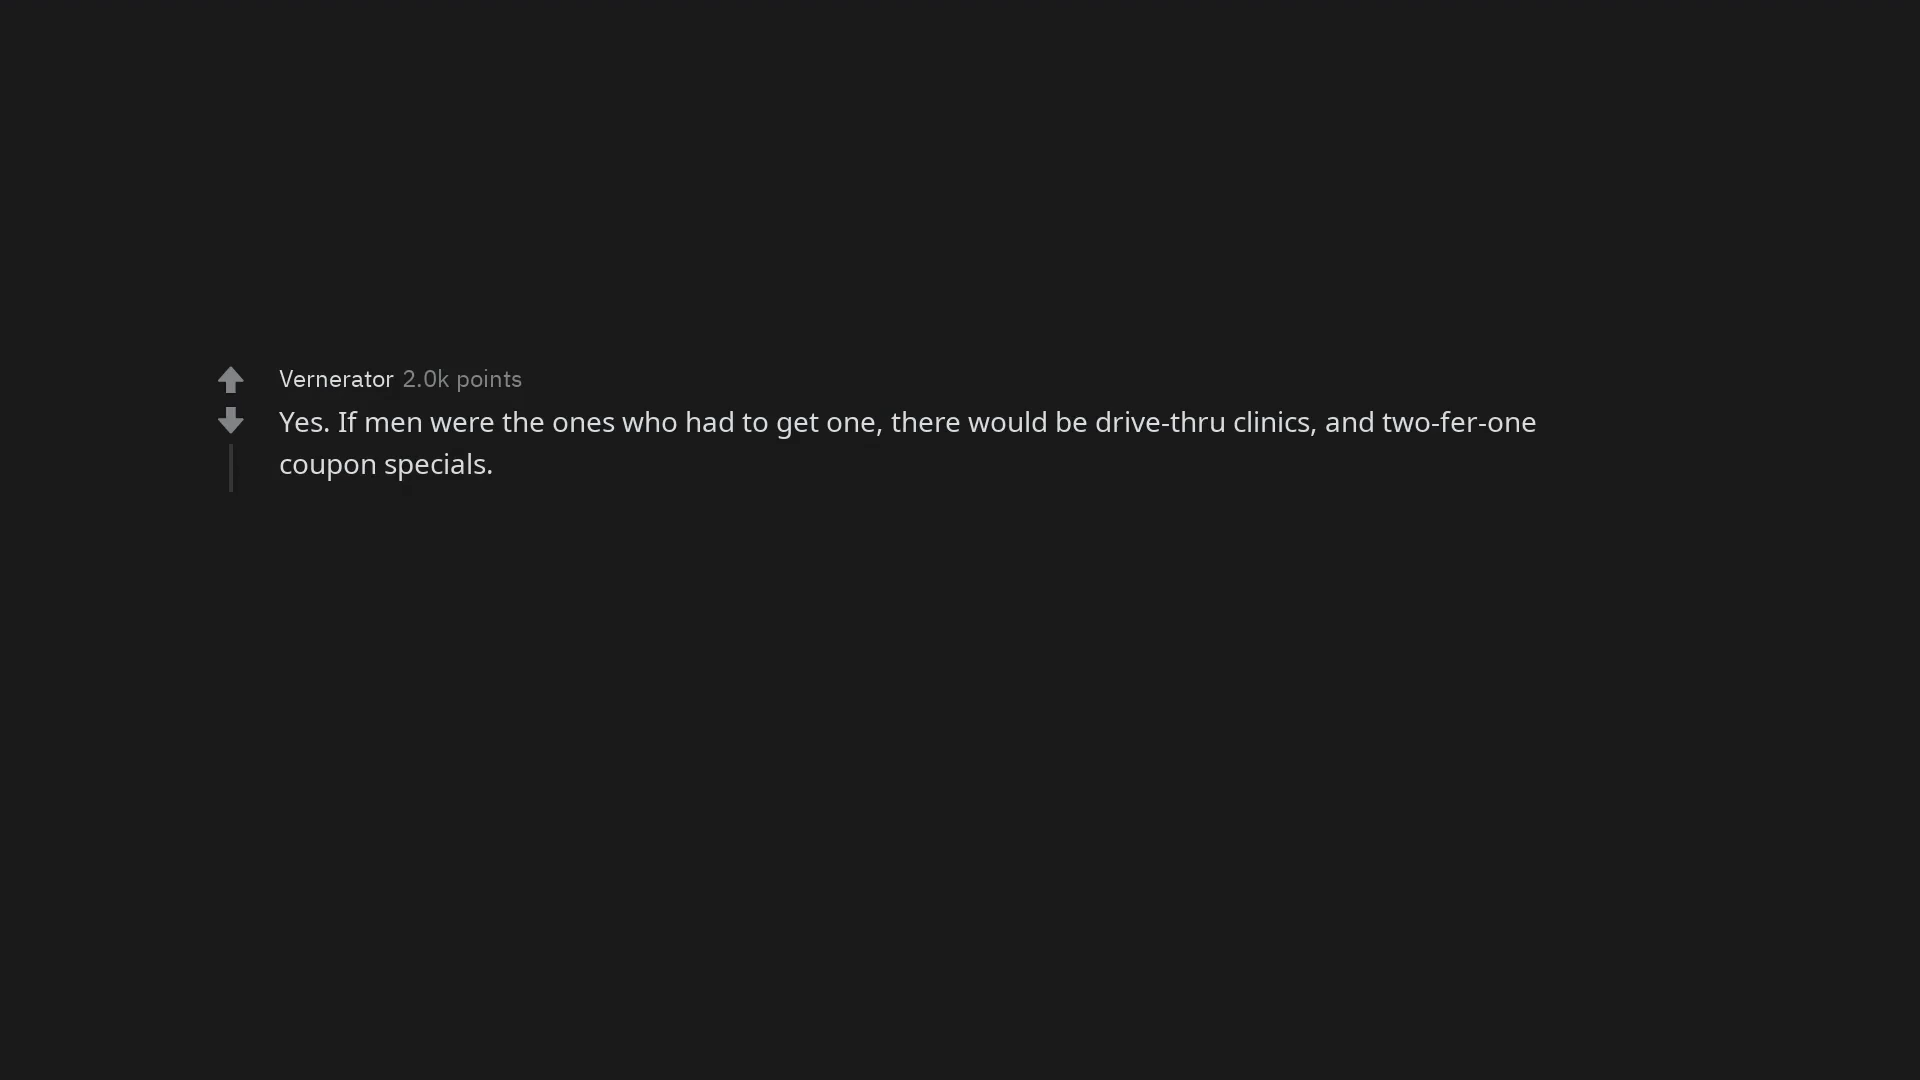 Vernerator 2.0k points
Yes. If men were the ones who had to get one, there would be drive-thru clinics, and two-fer-one
coupon specials.